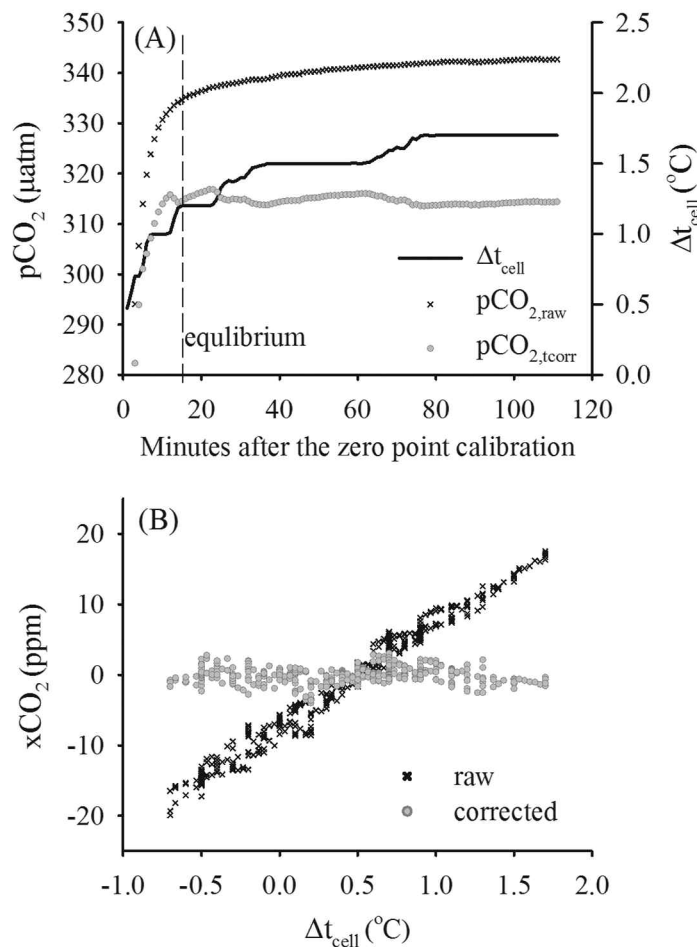 (A)
350
340
330
320
310
300
290
280
pCO2 (µatm)
2.5
2.0
1.5
1.0
0.5
0.0
Δtcell (°C)
Δtcell
pCO2,raw
pCO2,tcorr
equlibrium
0 20 40 60 80 100 120
Minutes after the zero point calibration
(B)
20
10
0
-10
-20
xCO2 (ppm)
raw
corrected
-1.0 -0.5 0.0 0.5 1.0 1.5 2.0
Δtcell (°C)